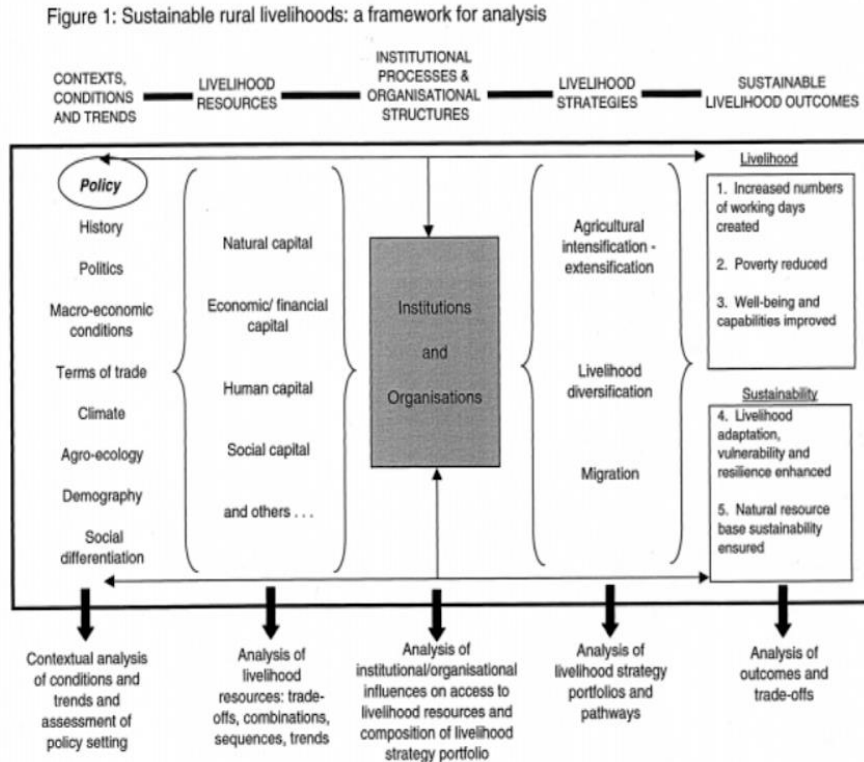 Figure 1: Sustainable rural livelihoods: a framework for analysis
CONTEXTS,
CONDITIONS
AND TRENDS
LIVELIHOOD
RESOURCES
INSTITUTIONAL
PROCESSES &
ORGANISATIONAL
STRUCTURES
LIVELIHOOD
STRATEGIES
SUSTAINABLE
LIVELIHOOD OUTCOMES
Policy
History
Politics
Macro-economic
conditions
Terms of trade
Climate
Agro-ecology
Demography
Social
differentiation
Natural capital
Economic/ financial
capital
Human capital
Social capital
and others . . .
Institutions
and
Organisations
Agricultural
intensification -
extensification
Livelihood
diversification
Migration
Livelihood
1. Increased numbers
of working days
created
2. Poverty reduced
3. Well-being and
capabilities improved
Sustainability
4. Livelihood
adaptation,
vulnerability and
resilience enhanced
5. Natural resource
base sustainability
ensured
Contextual analysis
of conditions and
trends and
assessment of
policy setting
Analysis of
livelihood
resources: trade-
offs, combinations,
sequences, trends
Analysis of
institutional/organisational
influences on access to
livelihood resources and
composition of livelihood
strategy portfolio
Analysis of
livelihood strategy
portfolios and
pathways
Analysis of
outcomes and
trade-offs